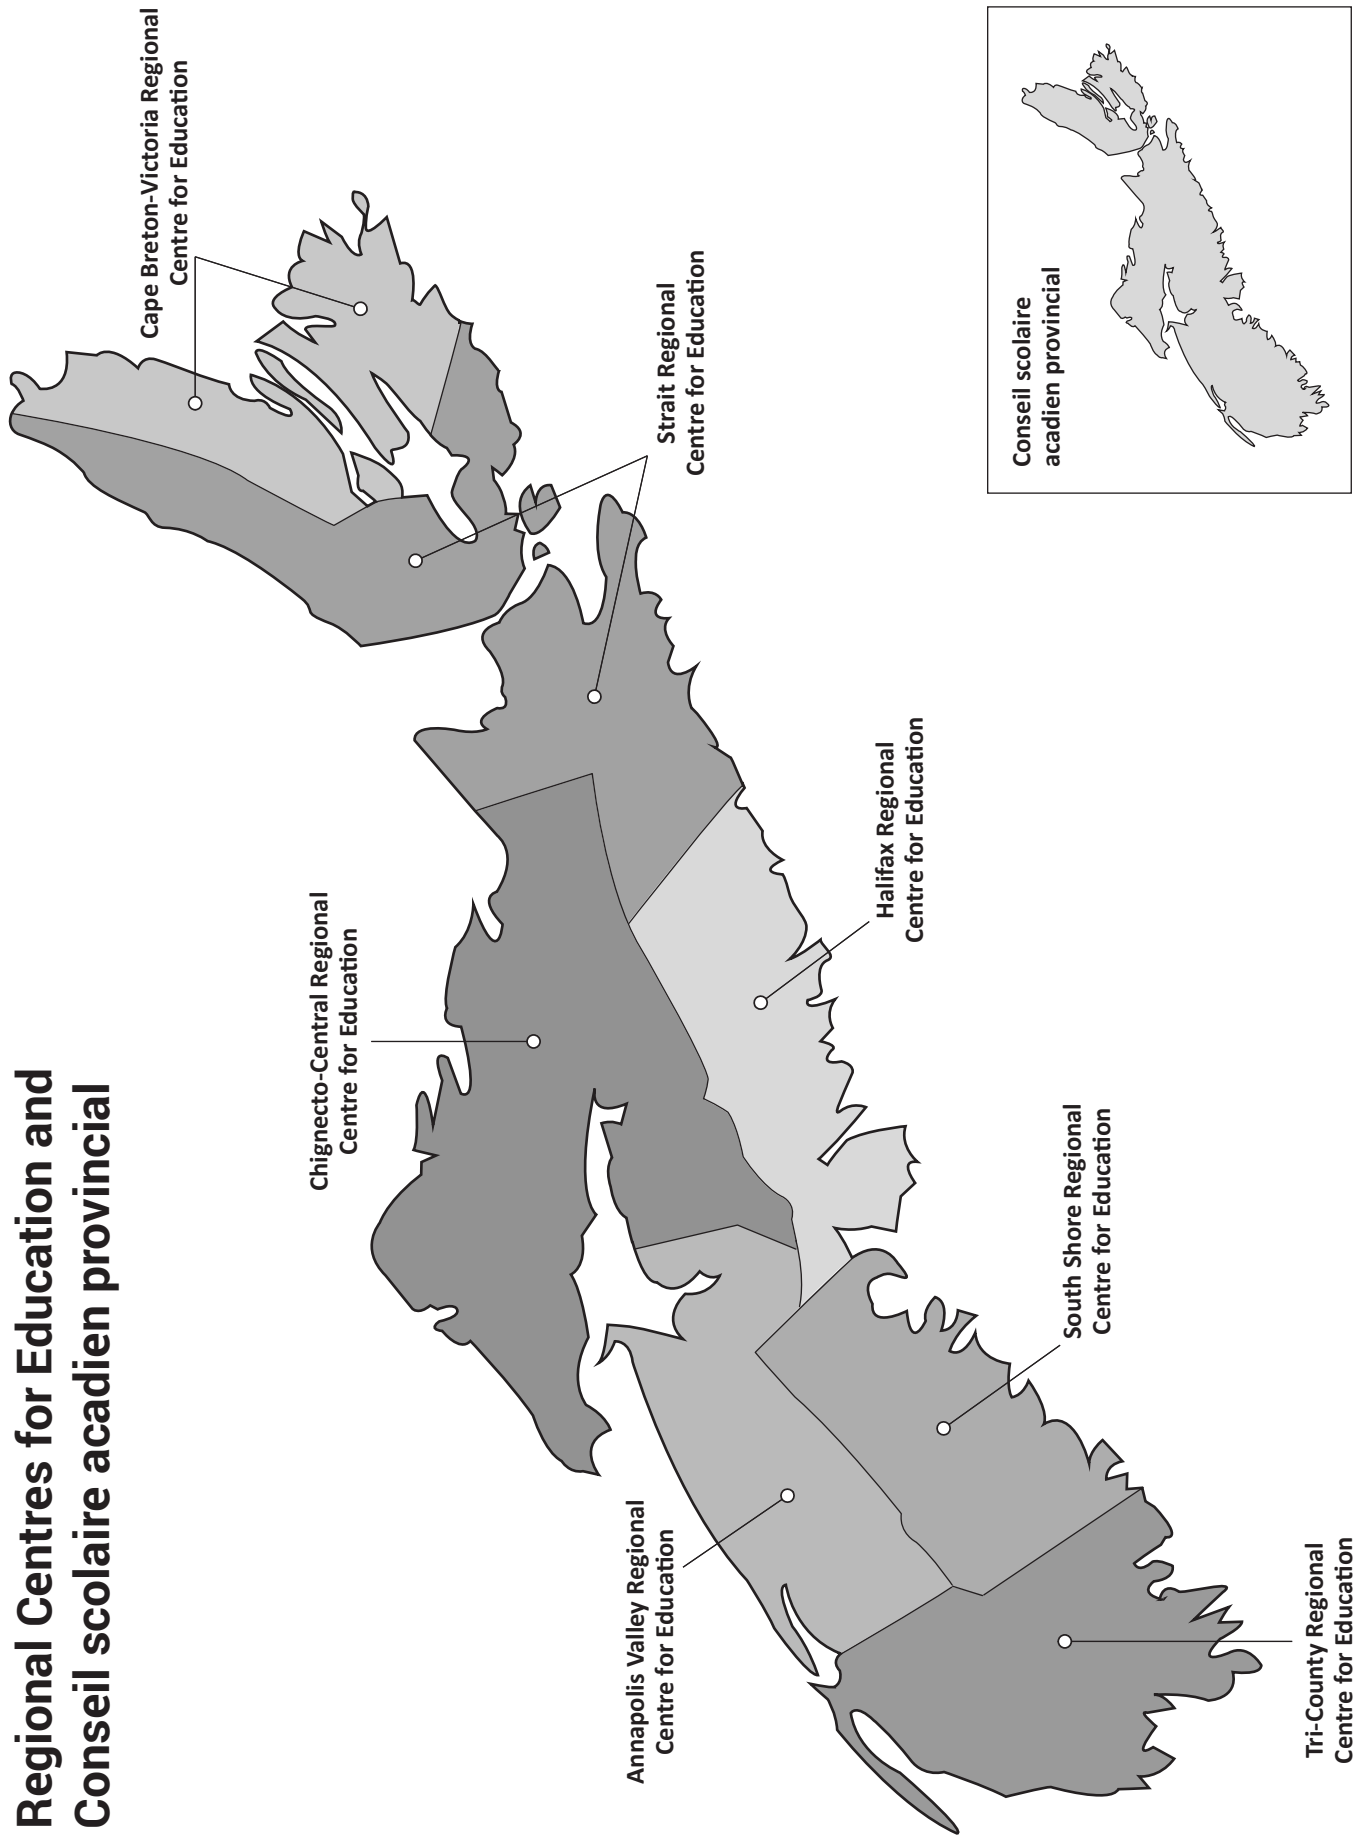 Regional Centres for Education and
Conseil scolaire acadien provincial
Cape Breton-Victoria Regional
Centre for Education
Strait Regional
Centre for Education
Chignecto-Central Regional
Centre for Education
Halifax Regional
Centre for Education
South Shore Regional
Centre for Education
Annapolis Valley Regional
Centre for Education
Tri-County Regional
Centre for Education
Conseil scolaire
acadien provincial